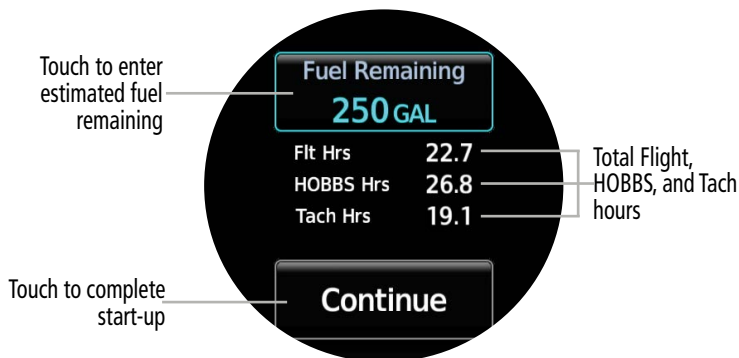 Touch to enter
estimated fuel
remaining
Fuel Remaining
250 GAL
Flt Hrs 22.7
HOBBS Hrs 26.8
Tach Hrs 19.1
Total Flight,
HOBBS, and Tach
hours
Touch to complete
start-up
Continue